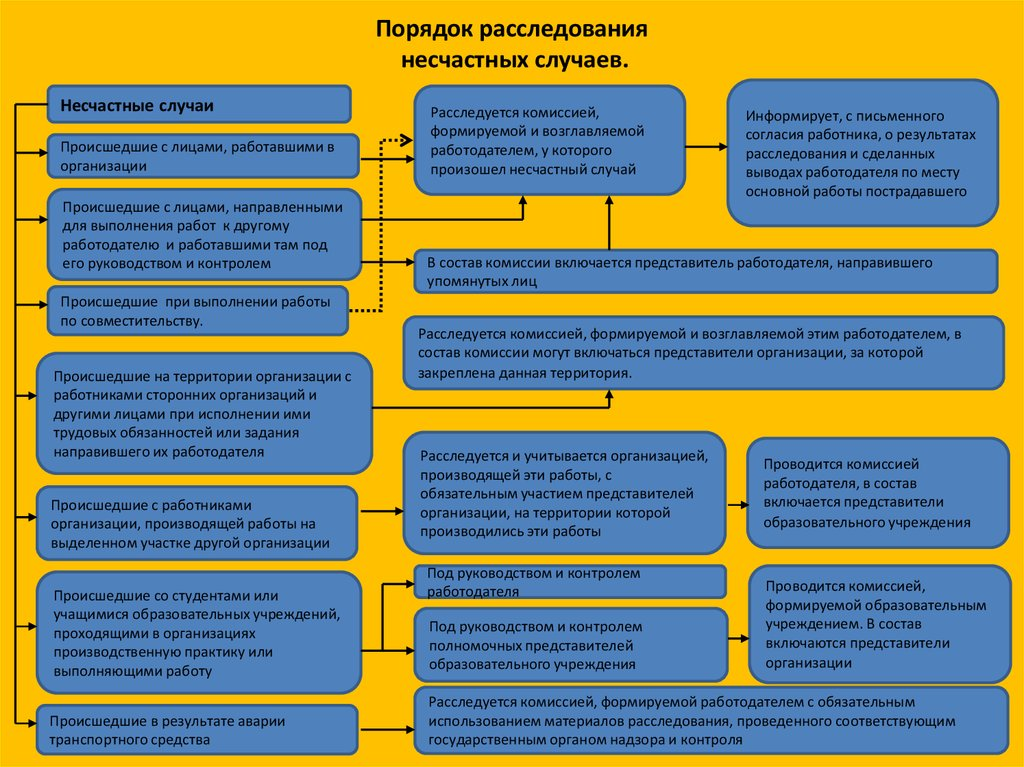 Порядок расследования
несчастных случаев.
Несчастные случаи
Происшедшие с лицами, работавшими в
организации
Расследуется комиссией,
формируемой и возглавляемой
работодателем, у которого
произошел несчастный случай
Информирует, с письменного
согласия работника, о результатах
расследования и сделанных
выводах работодателя по месту
основной работы пострадавшего
Происшедшие с лицами, направленными
для выполнения работ к другому
работодателю и работавшими там под
его руководством и контролем
В состав комиссии включается представитель работодателя, направившего
упомянутых лиц
Происшедшие при выполнении работы
по совместительству.
Расследуется комиссией, формируемой и возглавляемой этим работодателем, в
состав комиссии могут включаться представители организации, за которой
закреплена данная территория.
Происшедшие на территории организации с
работниками сторонних организаций и
другими лицами при исполнении ими
трудовых обязанностей или задания
направившего их работодателя
Расследуется и учитывается организацией,
производящей эти работы, с
обязательным участием представителей
организации, на территории которой
производились эти работы
Проводится комиссией
работодателя, в состав
включается представители
образовательного учреждения
Происшедшие с работниками
организации, производящей работы на
выделенном участке другой организации
Происшедшие со студентами или
учащимися образовательных учреждений,
проходящими в организациях
производственную практику или
выполняющими работу
Под руководством и контролем
работодателя
Под руководством и контролем
полномочных представителей
образовательного учреждения
Проводится комиссией,
формируемой образовательным
учреждением. В состав
включаются представители
организации
Происшедшие в результате аварии
транспортного средства
Расследуется комиссией, формируемой работодателем с обязательным
использованием материалов расследования, проведенного соответствующим
государственным органом надзора и контроля